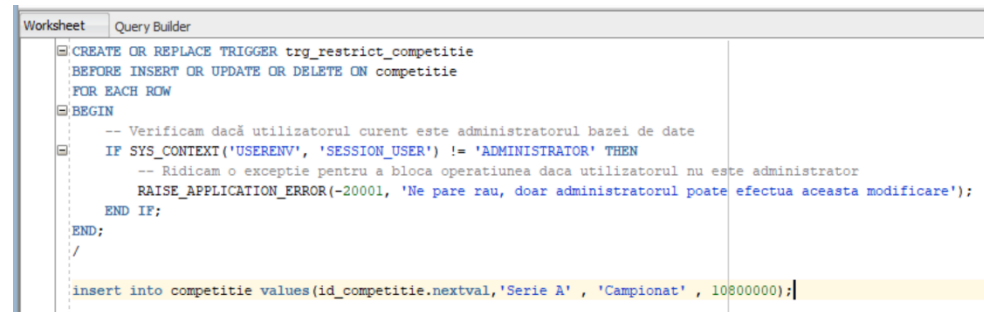 Worksheet Query Builder
CREATE OR REPLACE TRIGGER trg_restrict_competitie
BEFORE INSERT OR UPDATE OR DELETE ON competitie
FOR EACH ROW
BEGIN
-- Verificam dacă utilizatorul curent este administratorul bazei de date
IF SYS_CONTEXT('USERENV', 'SESSION_USER') != 'ADMINISTRATOR' THEN
-- Ridicam o exceptie pentru a bloca operatiunea daca utilizatorul nu este administrator
RAISE_APPLICATION_ERROR(-20001, 'Ne pare rau, doar administratorul poate efectua aceasta modificare');
END IF;
END;
/
insert into competitie values(id_competitie.nextval,'Serie A' , 'Campionat' , 10800000);